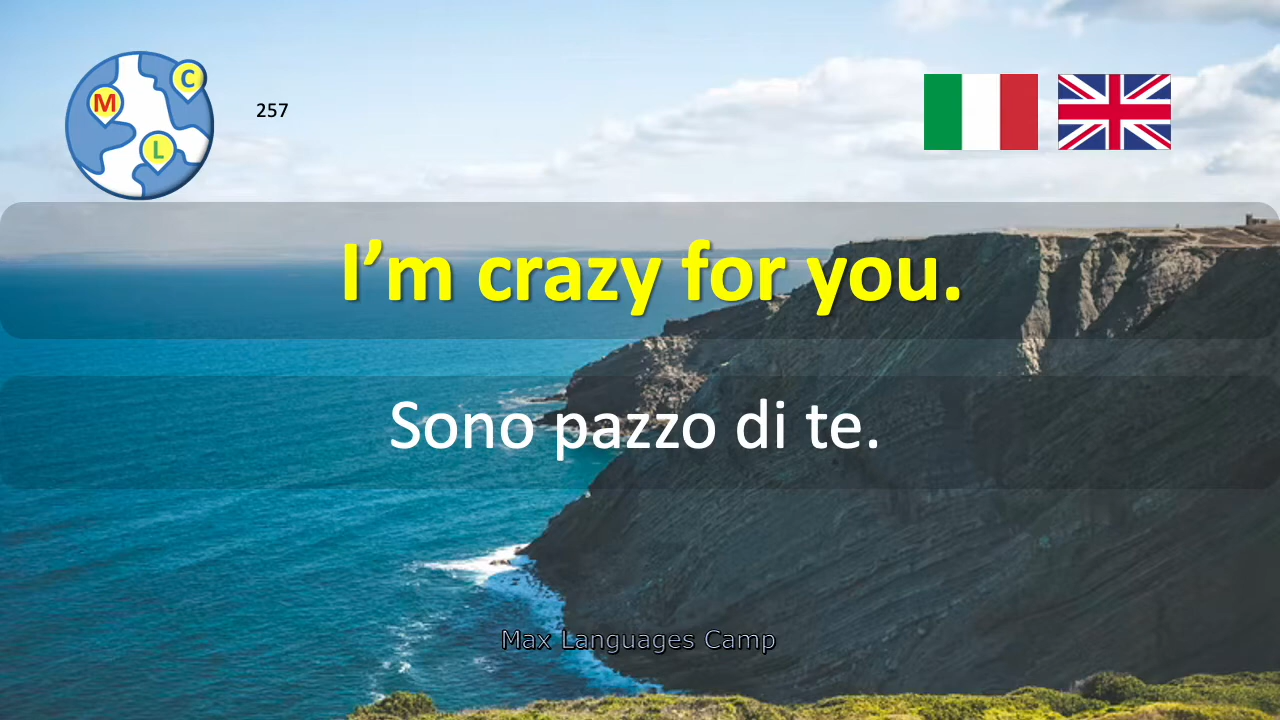 M
C
L
257
I’m crazy for you.
Sono pazzo di te.
Max Languages Camp